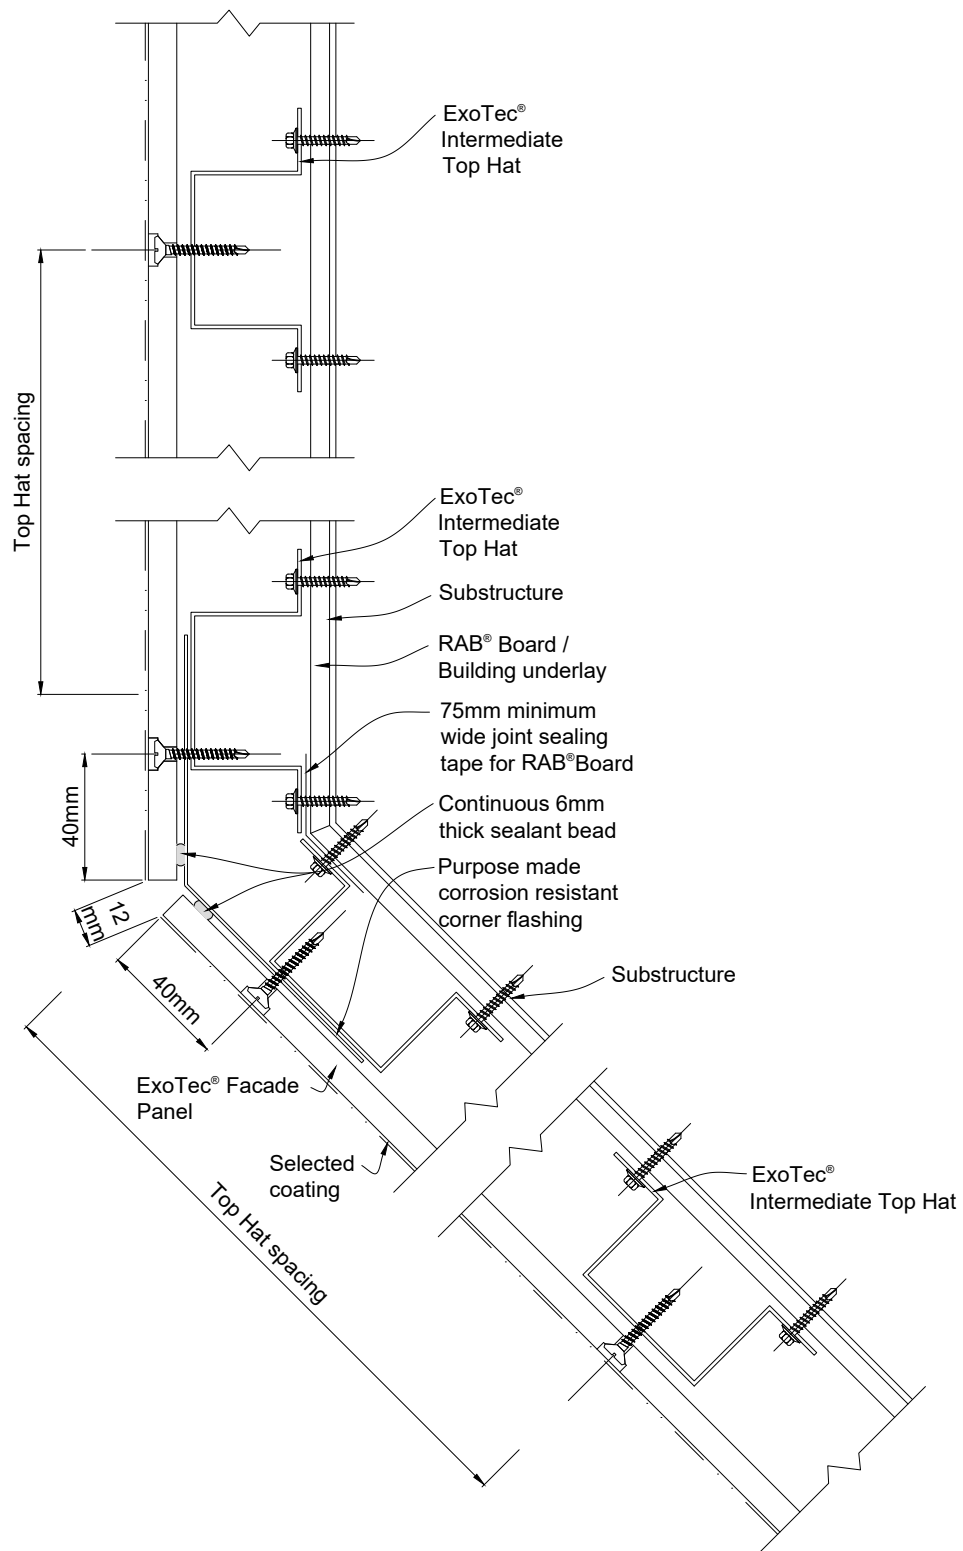 ExoTec®
Intermediate
Top Hat
Top Hat spacing
ExoTec®
Intermediate
Top Hat
Substructure
RAB® Board /
Building underlay
75mm minimum
wide joint sealing
tape for RAB®Board
40mm
Continuous 6mm
thick sealant bead
Purpose made
corrosion resistant
corner flashing
12
mm
40mm
Substructure
ExoTec® Facade
Panel
Selected
coating
ExoTec®
Intermediate Top Hat
Top Hat spacing